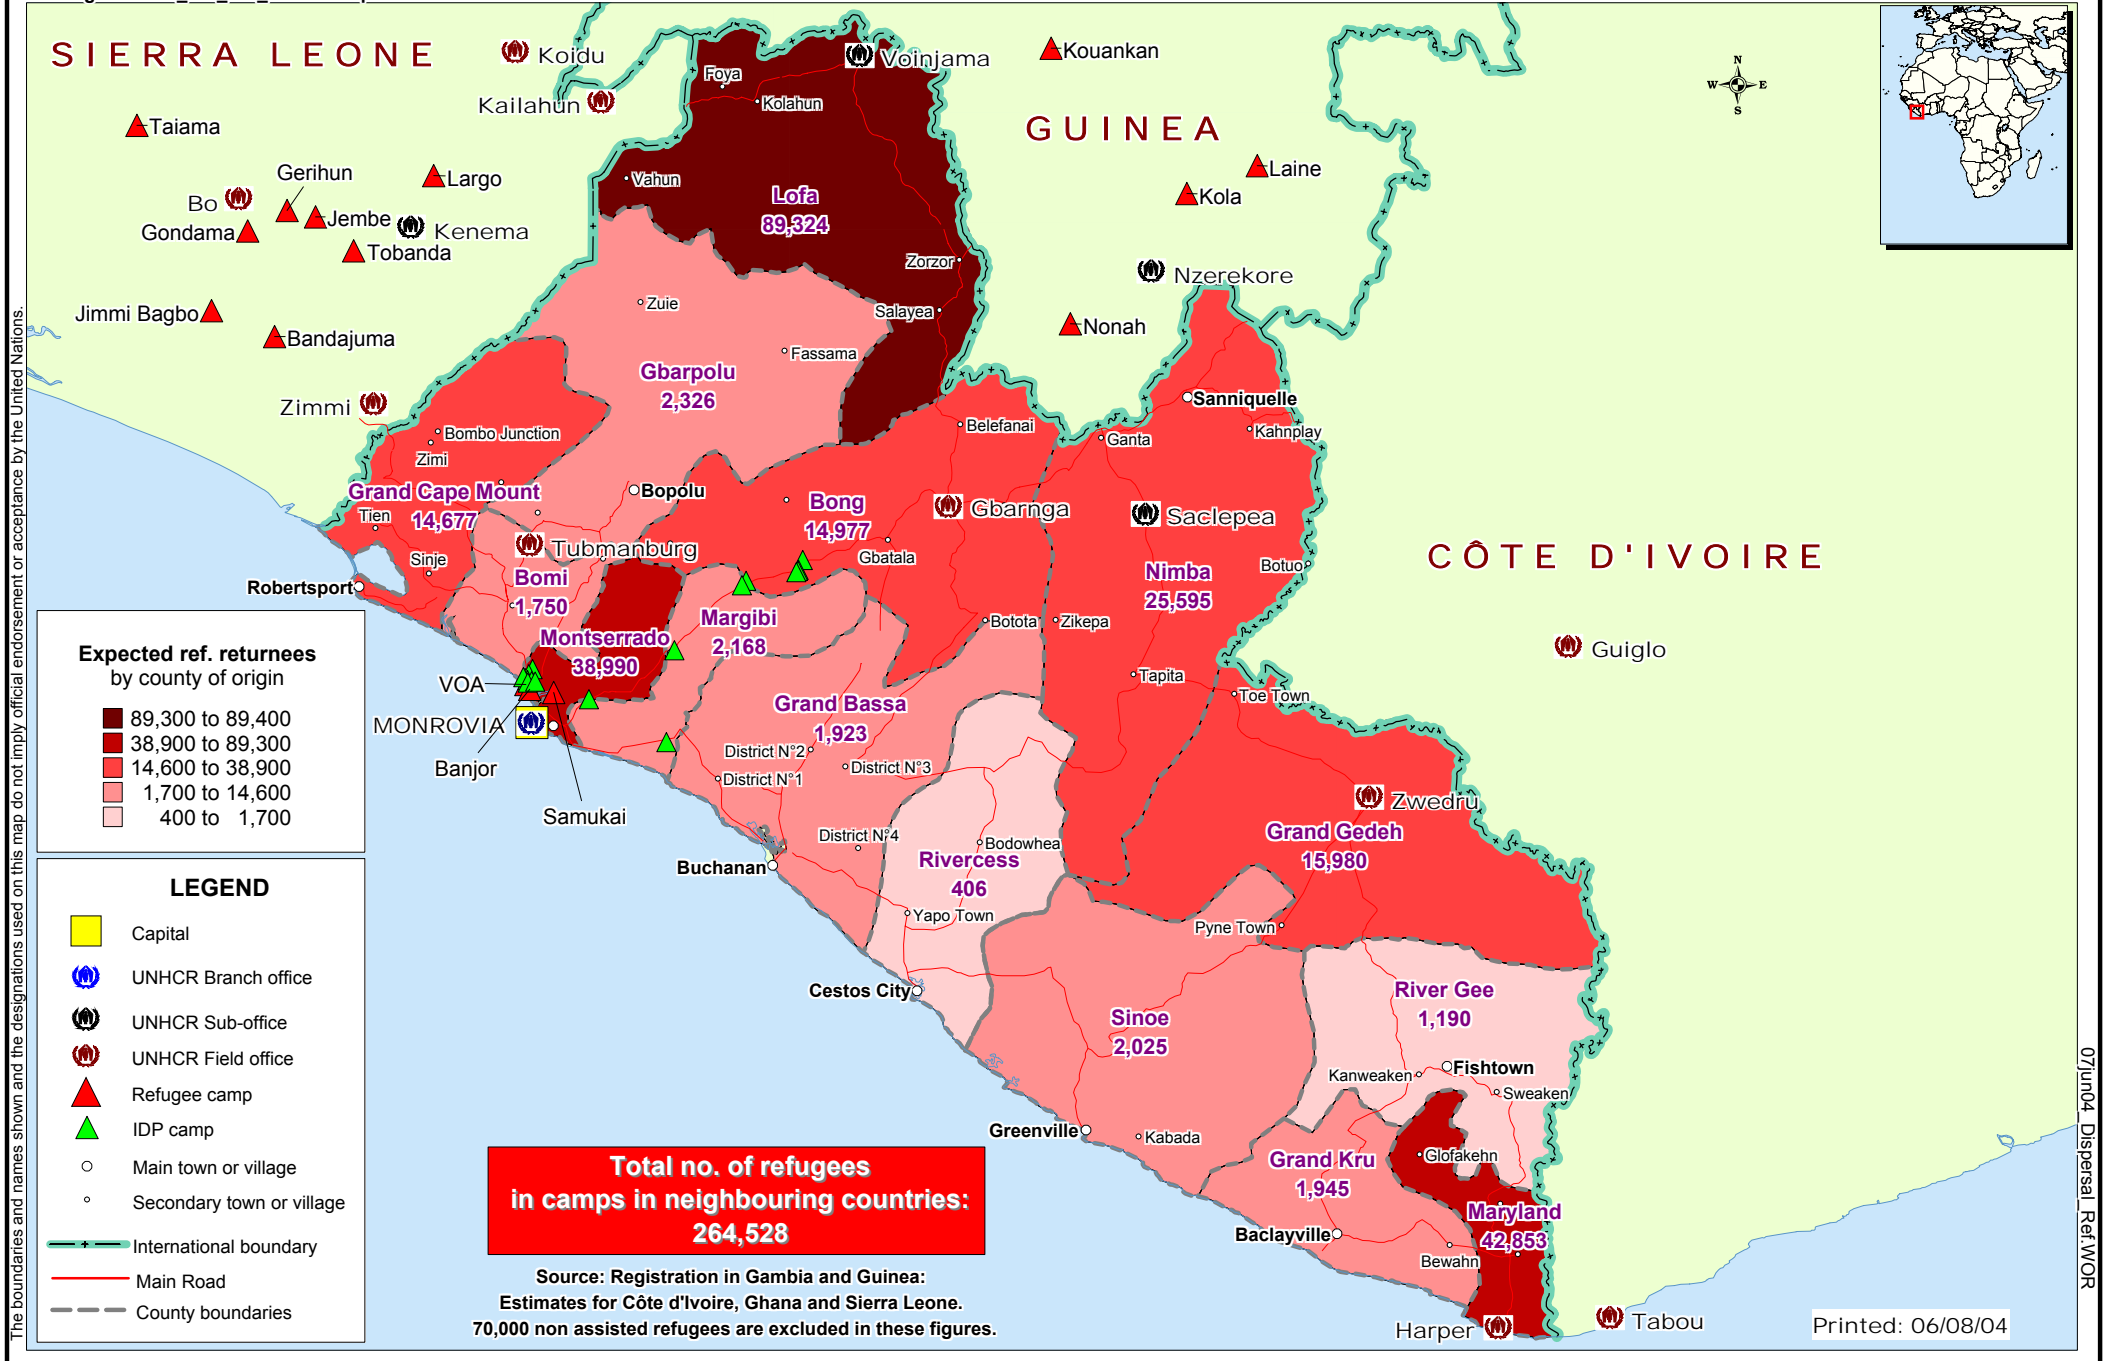 SIERRA LEONE
Koidu
Kailahun
Taiama
Gerihun
Largo
Bo
Jembe
Gondama
Kenema
Tobanda
Jimmi Bagbo
Bandajuma
Zimmi
Foya
Kolahun
Voinjama
Vahun
Lofa
89,324
Zorzor
Salayea
Kouankan
GUINEA
Laine
Kola
Nzerekore
Nonah
N
W
E
S
Zuie
Fassama
Gbarpolu
2,326
Bombo Junction
Zimi
Grand Cape Mount
14,677
Tien
Sinje
Robertsport
Bopolu
Tubmanburg
Bomi
1,750
Belefanai
Bong
14,977
Gbarnga
Gbatala
Botota
Sanniquelle
Ganta
Kahnplay
Saclepea
Nimba
25,595
Botuo
Zikepa
Tapita
CÔTE D'IVOIRE
Guiglo
Margibi
2,168
Montserrado
38,990
VOA
MONROVIA
Banjor
Samukai
Grand Bassa
1,923
District N°2
District N°3
District N°1
District N°4
Buchanan
Toe Town
Zwedru
Grand Gedeh
15,980
Pyne Town
Bodowhea
Rivercess
406
Yapo Town
Cestos City
Sinoe
2,025
Greenville
Kabada
River Gee
1,190
Fishtown
Kanweaken
Sweaken
Glofakehn
Grand Kru
1,945
Baclayville
Bewahn
Maryland
42,853
Harper
Tabou
Expected ref. returnees
by county of origin
89,300 to 89,400
38,900 to 89,300
14,600 to 38,900
1,700 to 14,600
400 to 1,700
LEGEND
Capital
UNHCR Branch office
UNHCR Sub-office
UNHCR Field office
Refugee camp
IDP camp
Main town or village
Secondary town or village
International boundary
Main Road
County boundaries
Total no. of refugees
in camps in neighbouring countries:
264,528
Source: Registration in Gambia and Guinea:
Estimates for Côte d'Ivoire, Ghana and Sierra Leone.
70,000 non assisted refugees are excluded in these figures.
Printed: 06/08/04
07jun04_Dispersal_Ref.WOR
The boundaries and names shown and the designations used on this map do not imply official endorsement or acceptance by the United Nations.